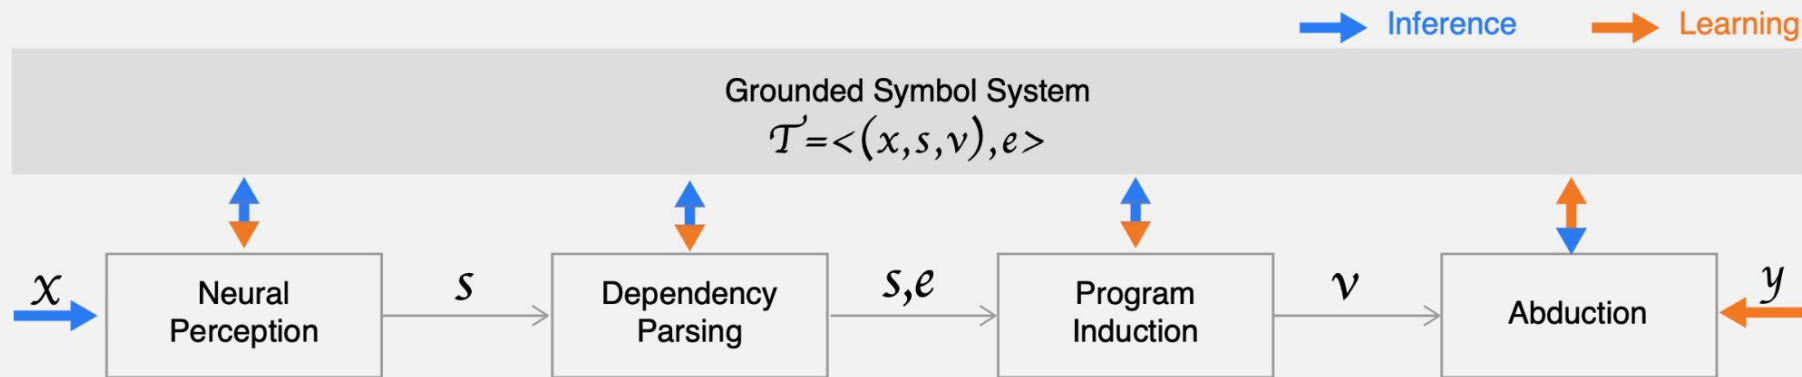 Inference Learning
Grounded Symbol System
𝒯=<(x,s,v),e>
x
Neural
Perception
s
Dependency
Parsing
s,e
Program
Induction
v
Abduction
y